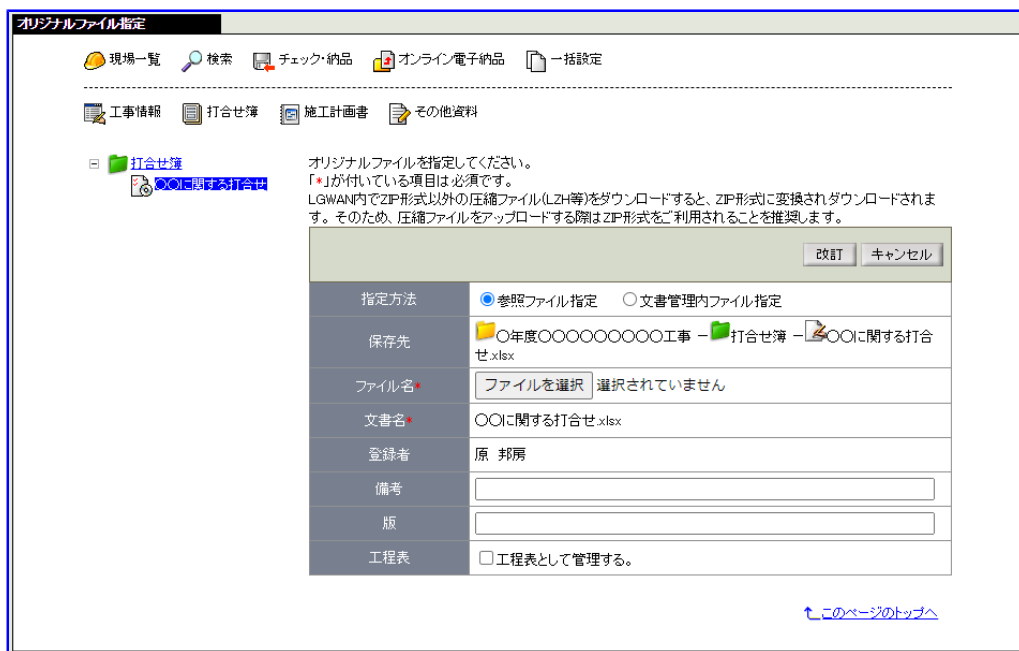 オリジナルファイル指定
現場一覧 検索 チェック・納品 オンライン電子納品 一括設定
工事情報 打合せ簿 施工計画書 その他資料
打合せ簿
〇〇に関する打合せ
オリジナルファイルを指定してください。
「*」が付いている項目は必須です。
LGWAN内でZIP形式以外の圧縮ファイル(LZH等)をダウンロードすると、ZIP形式に変換されダウンロードされま
す。そのため、圧縮ファイルをアップロードする際はZIP形式をご利用されることを推奨します。
改訂 キャンセル
指定方法 参照ファイル指定 文書管理内ファイル指定
保存先 〇年度〇〇〇〇〇〇〇〇〇工事 － 打合せ簿 － 〇〇に関する打合
せ.xlsx
ファイル名* ファイルを選択 選択されていません
文書名* 〇〇に関する打合せ.xlsx
登録者 原 邦房
備考
版
工程表 工程表として管理する。
このページのトップへ